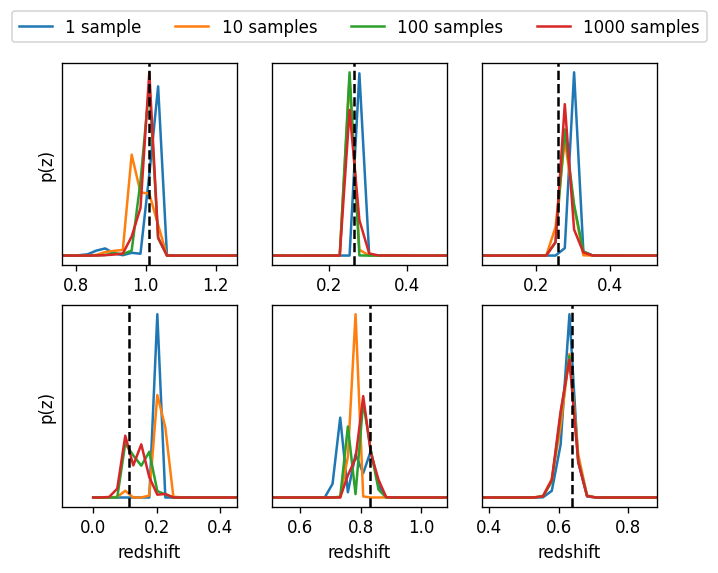 1 sample 10 samples 100 samples 1000 samples
p(z)
0.8 1.0 1.2
0.2 0.4
0.2 0.4
p(z)
0.0 0.2 0.4
0.6 0.8 1.0
0.4 0.6 0.8
redshift redshift redshift